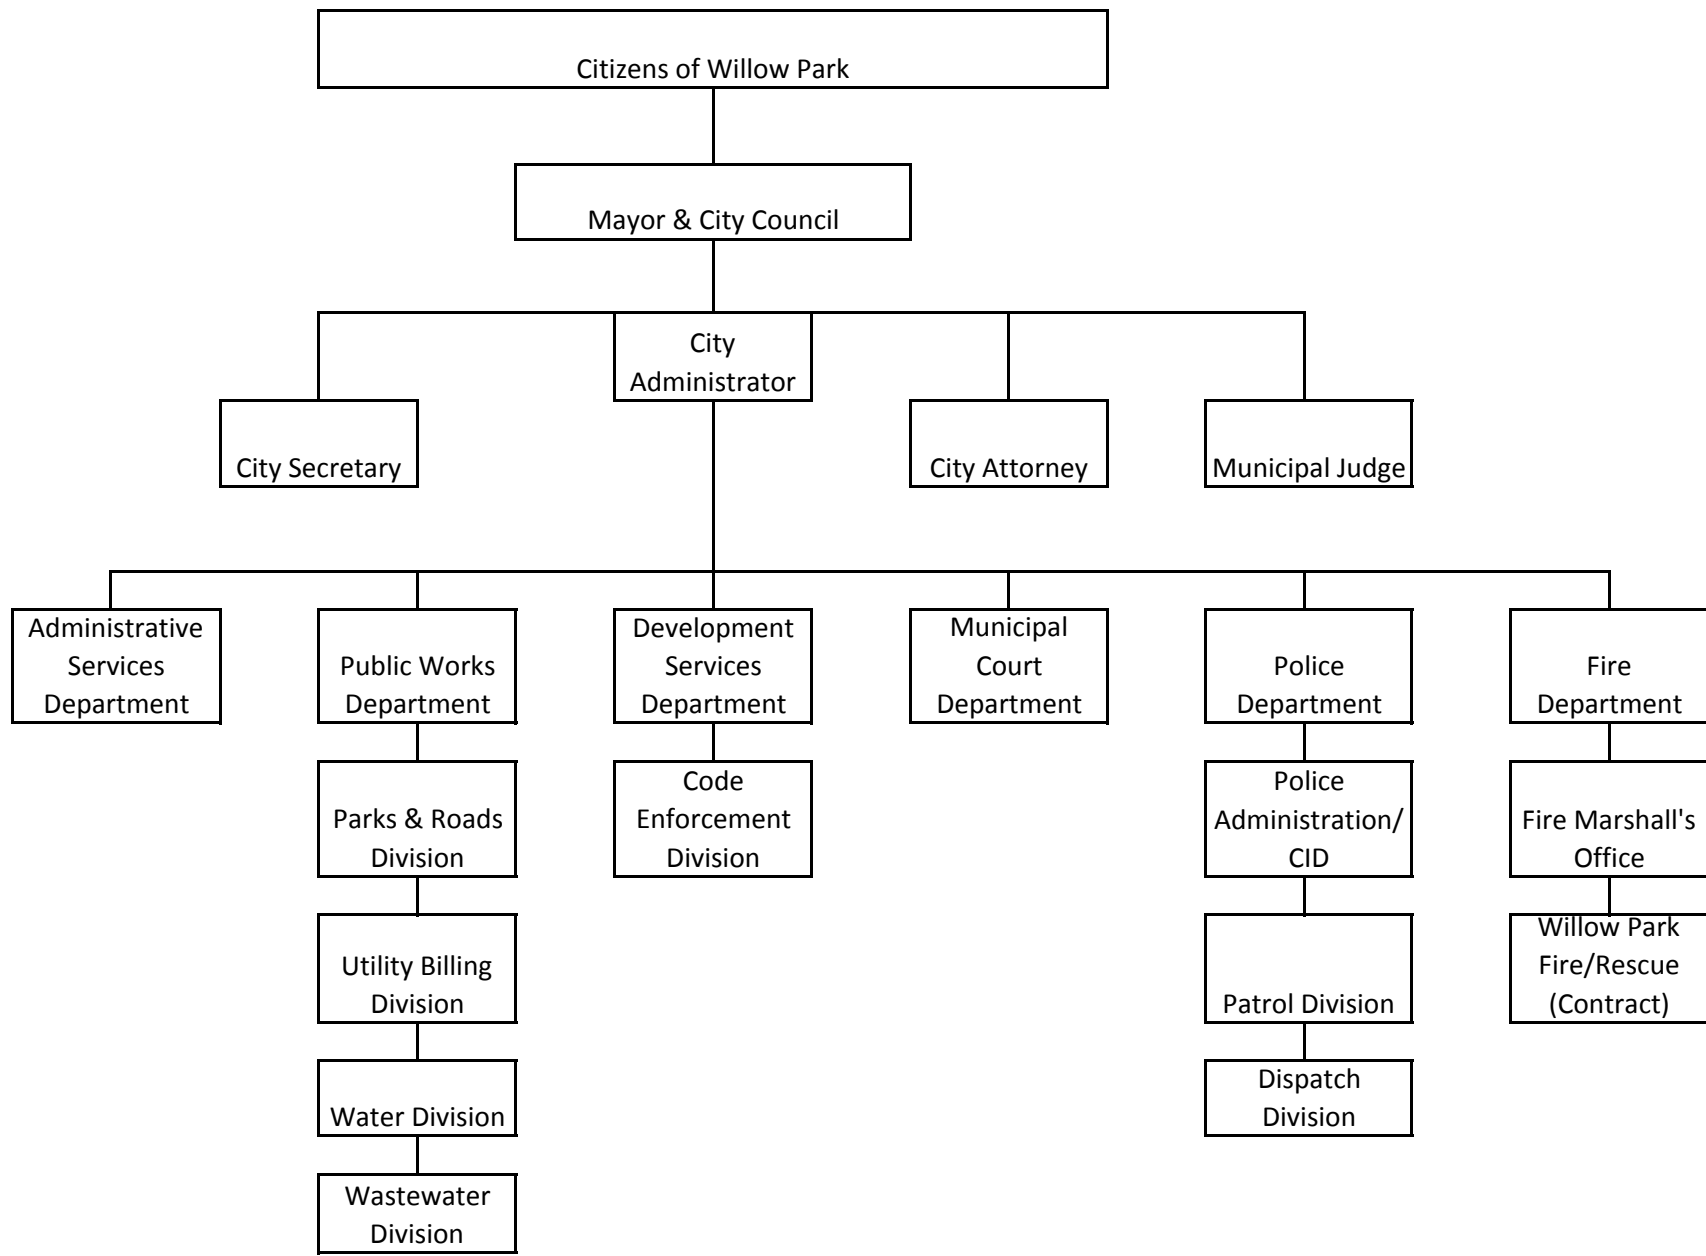 Citizens of Willow Park
Mayor & City Council
City
Administrator
City Secretary
City Attorney
Municipal Judge
Administrative
Services
Department
Public Works
Department
Development
Services
Department
Municipal
Court
Department
Police
Department
Fire
Department
Parks & Roads
Division
Code
Enforcement
Division
Police
Administration/
CID
Fire Marshall's
Office
Utility Billing
Division
Patrol Division
Willow Park
Fire/Rescue
(Contract)
Water Division
Dispatch
Division
Wastewater
Division